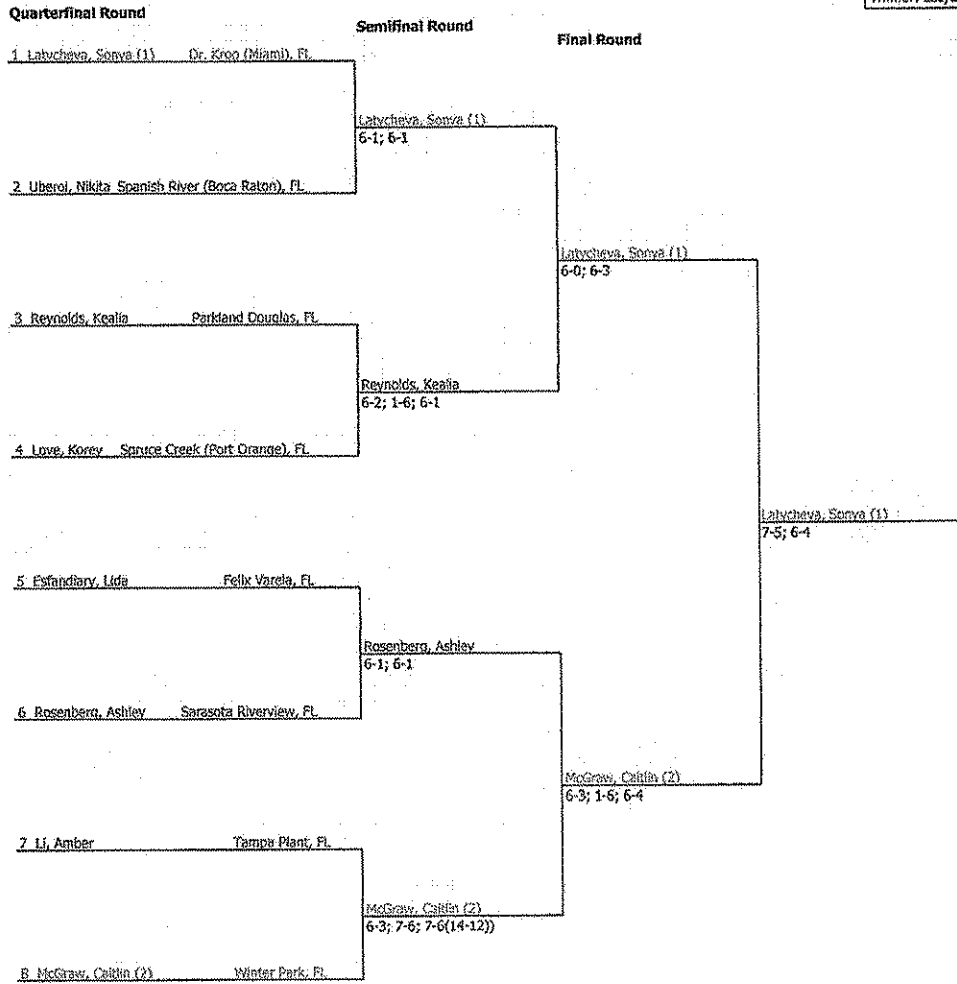 Quarterfinal Round
Semifinal Round
Final Round
1 Latycheva, Sonya (1) Dr. Krop (Miami), FL
Latycheva, Sonya (1)
6-1; 6-1
2 Uberoi, Nikita Spanish River (Boca Raton), FL
Latycheva, Sonya (1)
6-0; 6-3
3 Reynolds, Kealia Parkland Douglas, FL
Reynolds, Kealia
6-2; 1-6; 6-1
4 Love, Korey Spruce Creek (Port Orange), FL
Latycheva, Sonya (1)
7-5; 6-4
5 Esfandiary, Lida Felix Varela, FL
Rosenberg, Ashley
6-1; 6-1
6 Rosenberg, Ashley Sarasota Riverview, FL
McGraw, Caitlin (2)
6-3; 1-6; 6-4
7 Li, Amber Tampa Plant, FL
McGraw, Caitlin (2)
6-3; 7-6; 7-6(14-12))
8 McGraw, Caitlin (2) Winter Park, FL